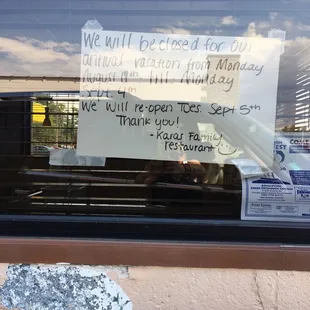 We will be closed for our
annual vacation from Monday
August 14th till Monday
Sept. 4th
We will re-open Tues. Sept 5th
Thank you!
- Karas Family
restaurant